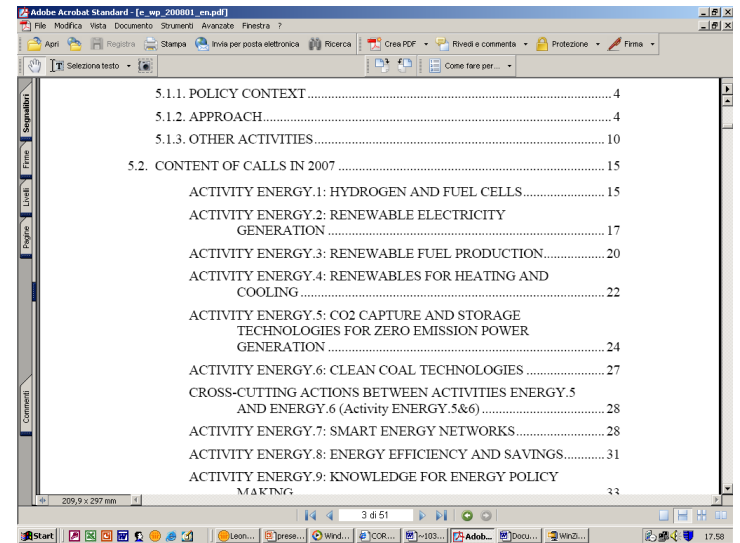 Adobe Acrobat Standard - [e_wp_200801_en.pdf]
File Modifica Vista Documento Strumenti Avanzate Finestra ?
Apri Registra Stampa Invia per posta elettronica Ricerca Crea PDF Rivedi e commenta Protezione Firma
Seleziona testo Come fare per...
Segnalibri
Firme
Livelli
Pagine
Commenti
5.1.1. POLICY CONTEXT ........ 4
5.1.2. APPROACH ........ 4
5.1.3. OTHER ACTIVITIES ........ 10
5.2. CONTENT OF CALLS IN 2007 ........ 15
ACTIVITY ENERGY.1: HYDROGEN AND FUEL CELLS ........ 15
ACTIVITY ENERGY.2: RENEWABLE ELECTRICITY
GENERATION ........ 17
ACTIVITY ENERGY.3: RENEWABLE FUEL PRODUCTION ........ 20
ACTIVITY ENERGY.4: RENEWABLES FOR HEATING AND
COOLING ........ 22
ACTIVITY ENERGY.5: CO2 CAPTURE AND STORAGE
TECHNOLOGIES FOR ZERO EMISSION POWER
GENERATION ........ 24
ACTIVITY ENERGY.6: CLEAN COAL TECHNOLOGIES ........ 27
CROSS-CUTTING ACTIONS BETWEEN ACTIVITIES ENERGY.5
AND ENERGY.6 (Activity ENERGY.5&6) ........ 28
ACTIVITY ENERGY.7: SMART ENERGY NETWORKS ........ 28
ACTIVITY ENERGY.8: ENERGY EFFICIENCY AND SAVINGS ........ 31
ACTIVITY ENERGY.9: KNOWLEDGE FOR ENERGY POLICY
MAKING ........ 33
209,9 x 297 mm
3 di 51
Start Leon... prese... Wind... COR... ~103... Adob... Docu... WinZi... 17.58